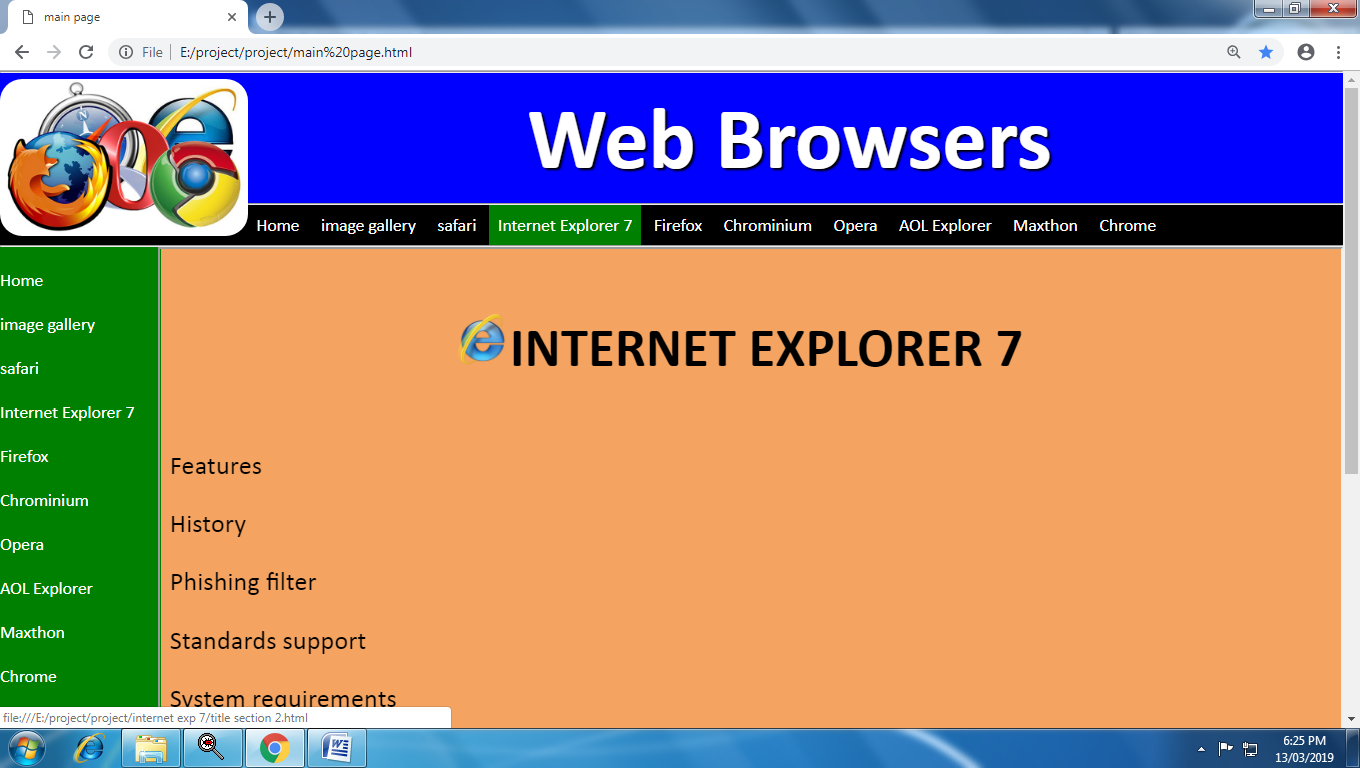 main page
File E:/project/project/main%20page.html
Web Browsers
Home image gallery safari Internet Explorer 7 Firefox Chrominium Opera AOL Explorer Maxthon Chrome
Home
image gallery
safari
Internet Explorer 7
Firefox
Chrominium
Opera
AOL Explorer
Maxthon
Chrome
INTERNET EXPLORER 7
Features
History
Phishing filter
Standards support
System requirements
file:///E:/project/project/internet exp 7/title section 2.html
6:25 PM
13/03/2019